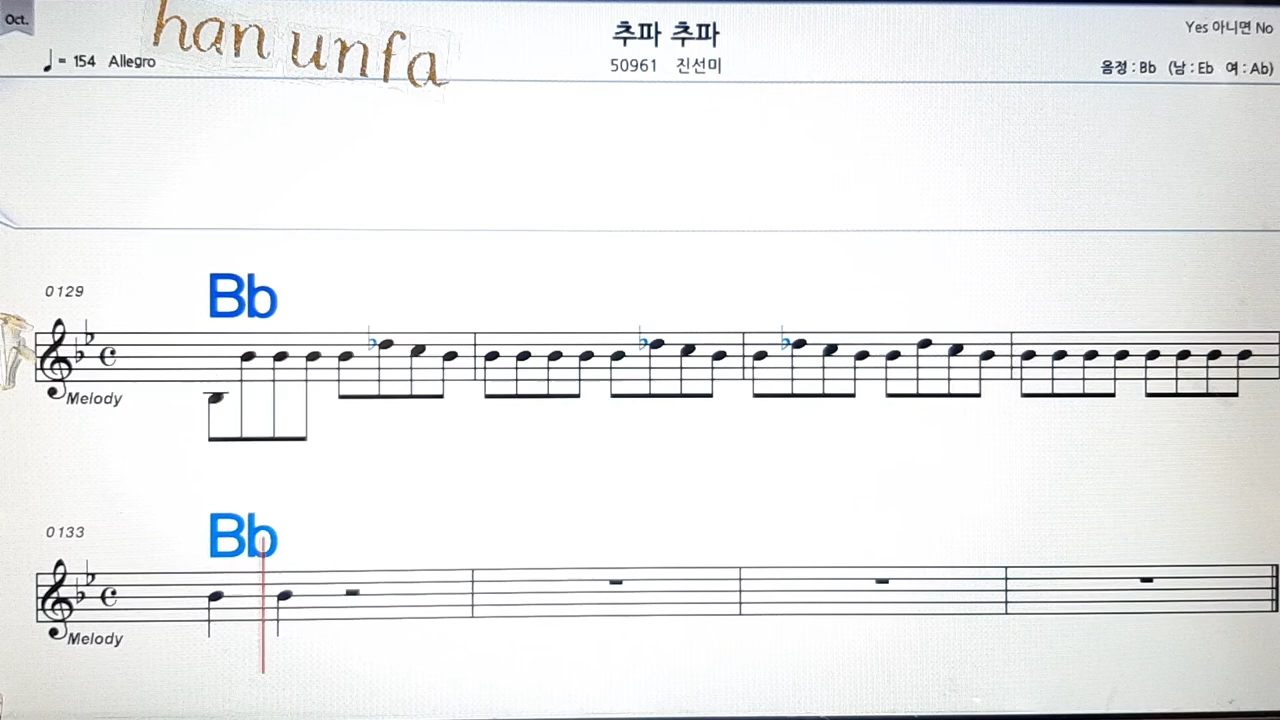 Oct.
han unfa
추파 추파
Yes 아니면 No
♩= 154 Allegro
50961 진선미
음정 : Bb (남 : Eb 여 : Ab)
0129
Bb
Melody
0133
Bb
Melody